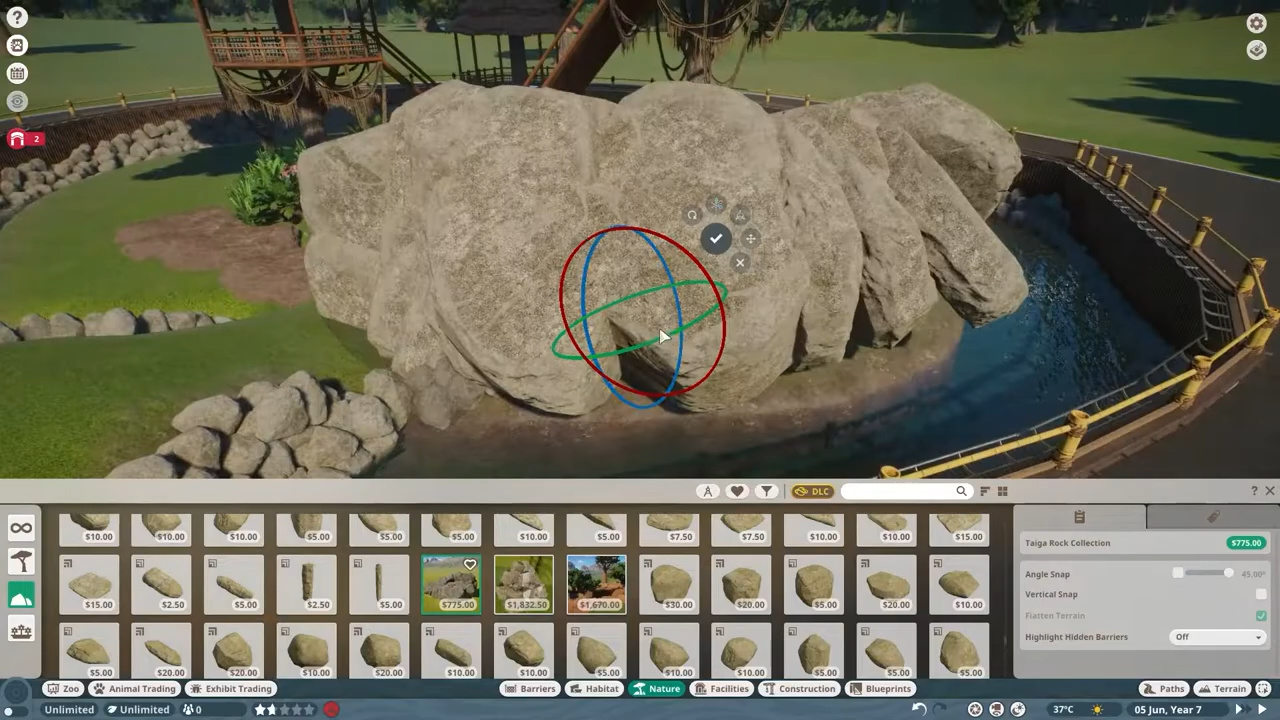 ?
2
DLC
? ×
$10.00 $10.00 $10.00 $5.00 $5.00 $5.00 $10.00 $5.00 $7.50 $7.50 $10.00 $10.00 $15.00
$15.00 $2.50 $5.00 $2.50 $5.00 $775.00 $1,832.50 $1,670.00 $30.00 $20.00 $5.00 $20.00 $10.00
$5.00 $20.00 $20.00 $20.00 $20.00 $10.00 $10.00 $5.00 $10.00 $10.00 $5.00 $5.00 $5.00
Taiga Rock Collection $775.00
Angle Snap 45.00°
Vertical Snap
Flatten Terrain
Highlight Hidden Barriers Off
Zoo Animal Trading Exhibit Trading Barriers Habitat Nature Facilities Construction Blueprints Paths Terrain
Unlimited Unlimited 0 37°C 05 Jun, Year 7